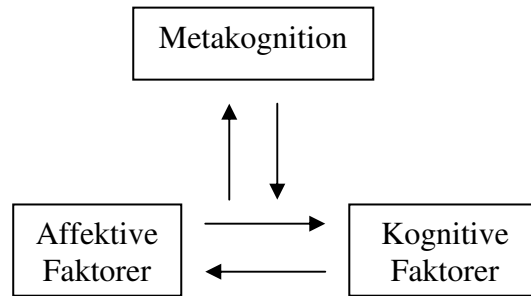 Metakognition
Affektive
Faktorer
Kognitive
Faktorer